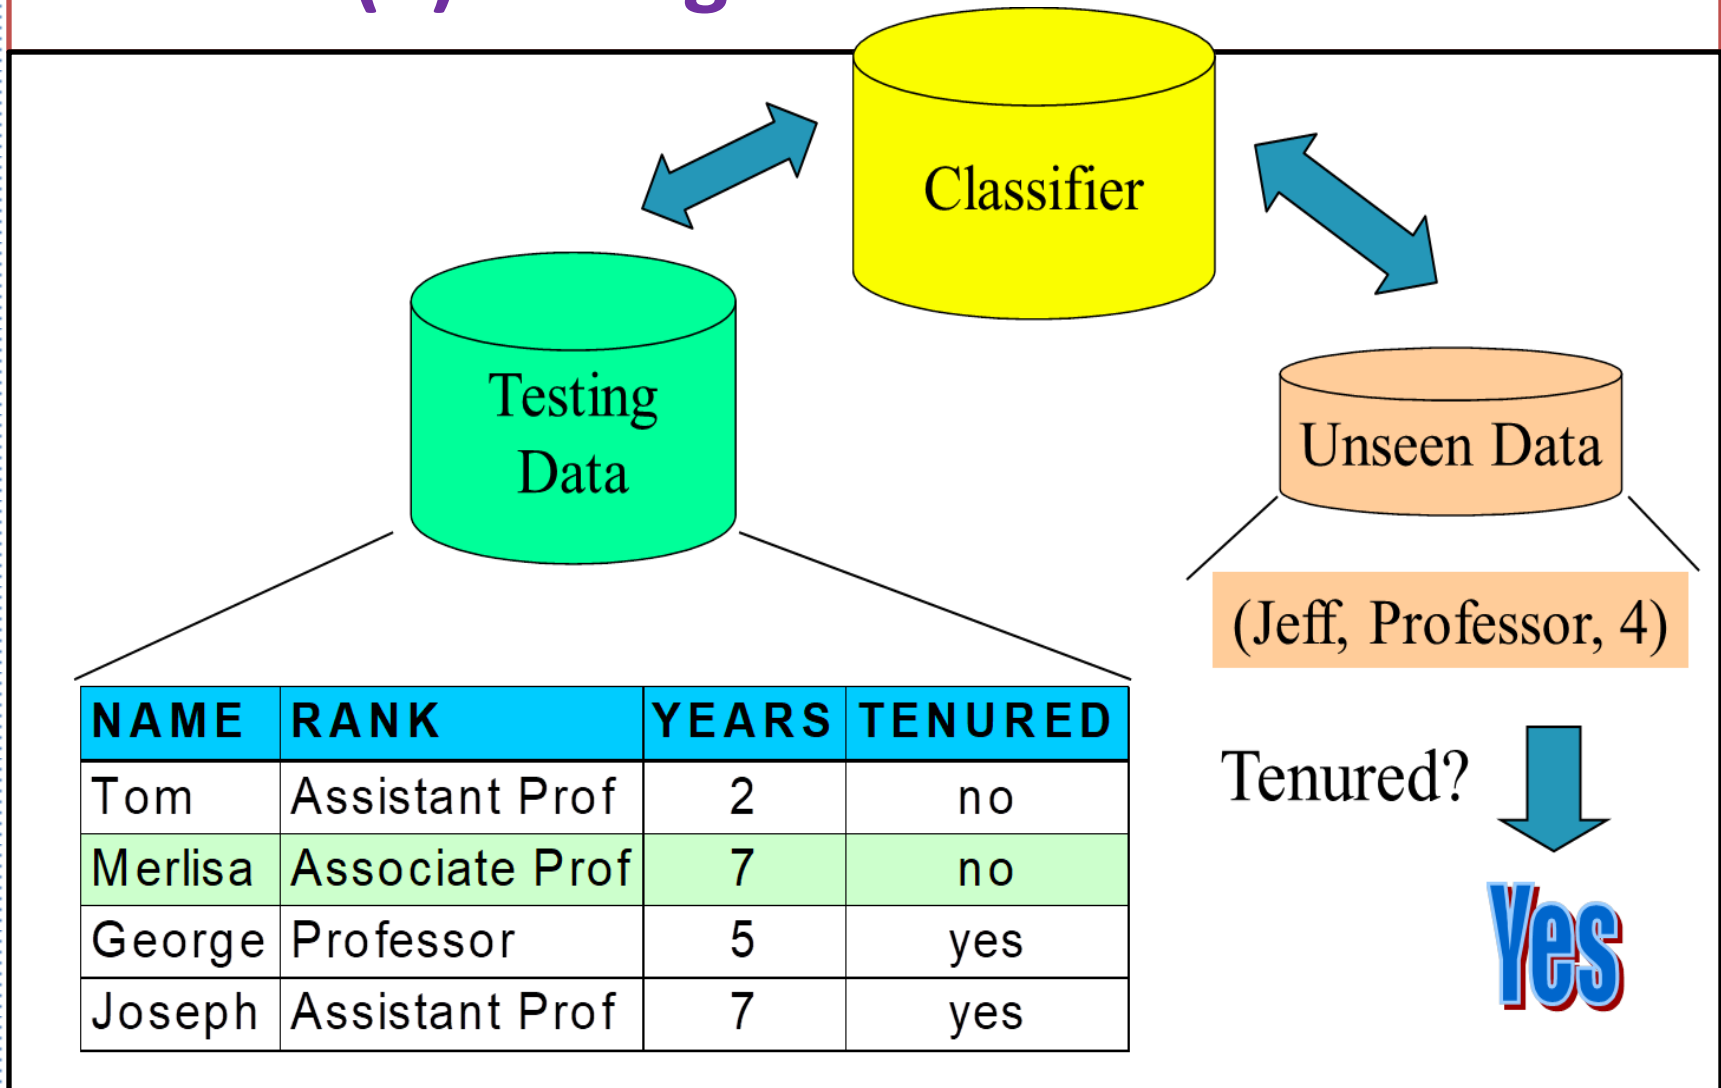 Classifier
Testing
Data
Unseen Data
(Jeff, Professor, 4)
NAME RANK YEARS TENURED
Tom Assistant Prof 2 no
Merlisa Associate Prof 7 no
George Professor 5 yes
Joseph Assistant Prof 7 yes
Tenured?
Yes